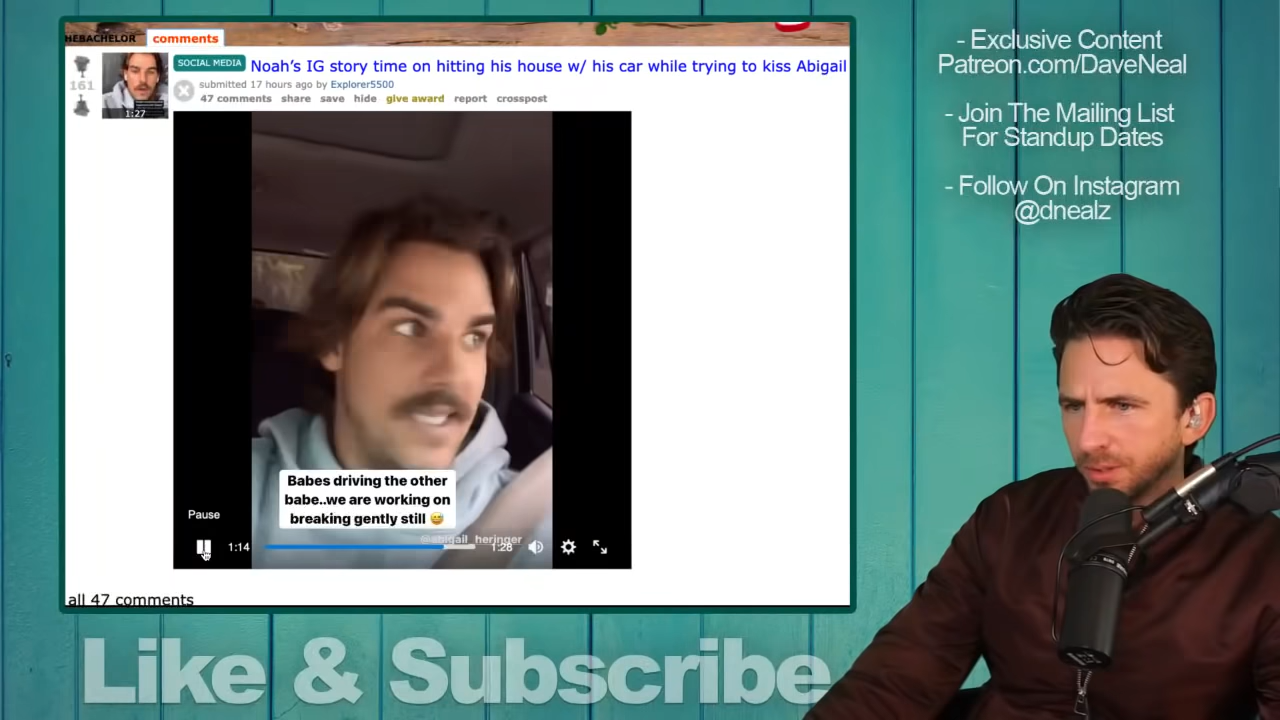 HEBACHELOR comments
161
1:27
SOCIAL MEDIA Noah's IG story time on hitting his house w/ his car while trying to kiss Abigail
submitted 17 hours ago by Explorer5500
47 comments share save hide give award report crosspost
Babes driving the other
babe..we are working on
breaking gently still 😅
@abigail_heringer
Pause
1:14 1:28
all 47 comments
- Exclusive Content
Patreon.com/DaveNeal
- Join The Mailing List
For Standup Dates
- Follow On Instagram
@dnealz
Like & Subscribe